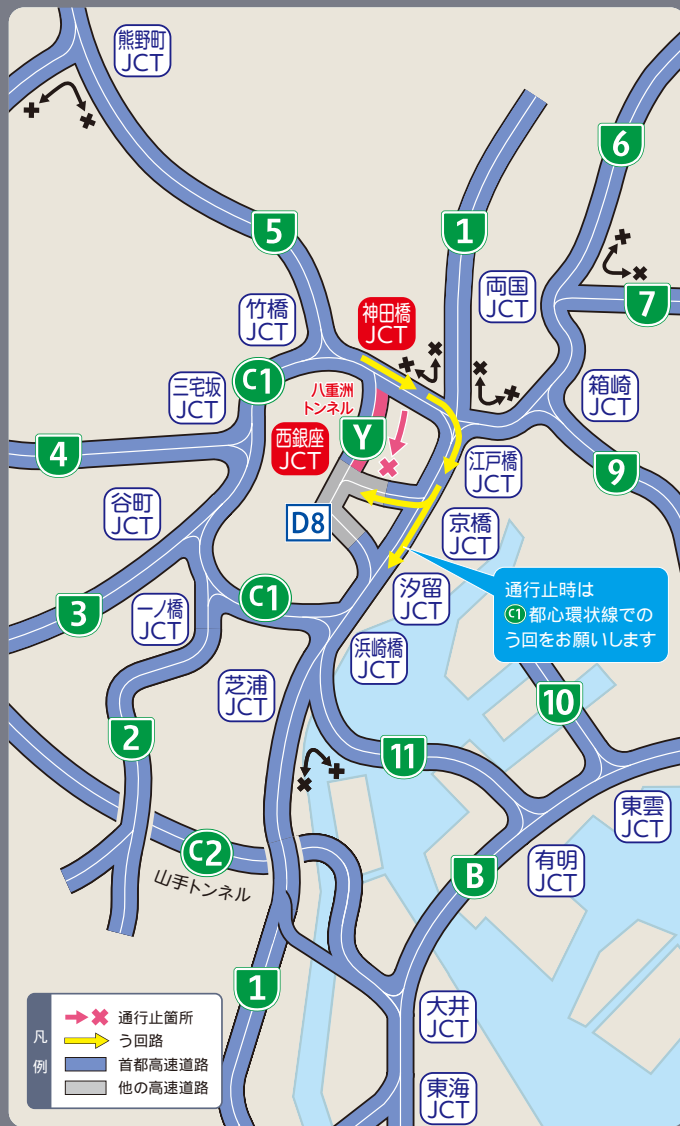 熊野町
JCT
6
5
1
両国
JCT
7
竹橋
JCT
神田橋
JCT
C1
三宅坂
JCT
八重洲
トンネル
箱崎
JCT
西銀座
JCT
Y
4
江戸橋
JCT
9
谷町
JCT
D8
京橋
JCT
汐留
JCT
通行止時は
C1都心環状線での
う回をお願いします
3
一ノ橋
JCT
C1
浜崎橋
JCT
芝浦
JCT
10
2
11
東雲
JCT
C2
山手トンネル
B
有明
JCT
1
大井
JCT
東海
JCT
凡例
通行止箇所
う回路
首都高速道路
他の高速道路